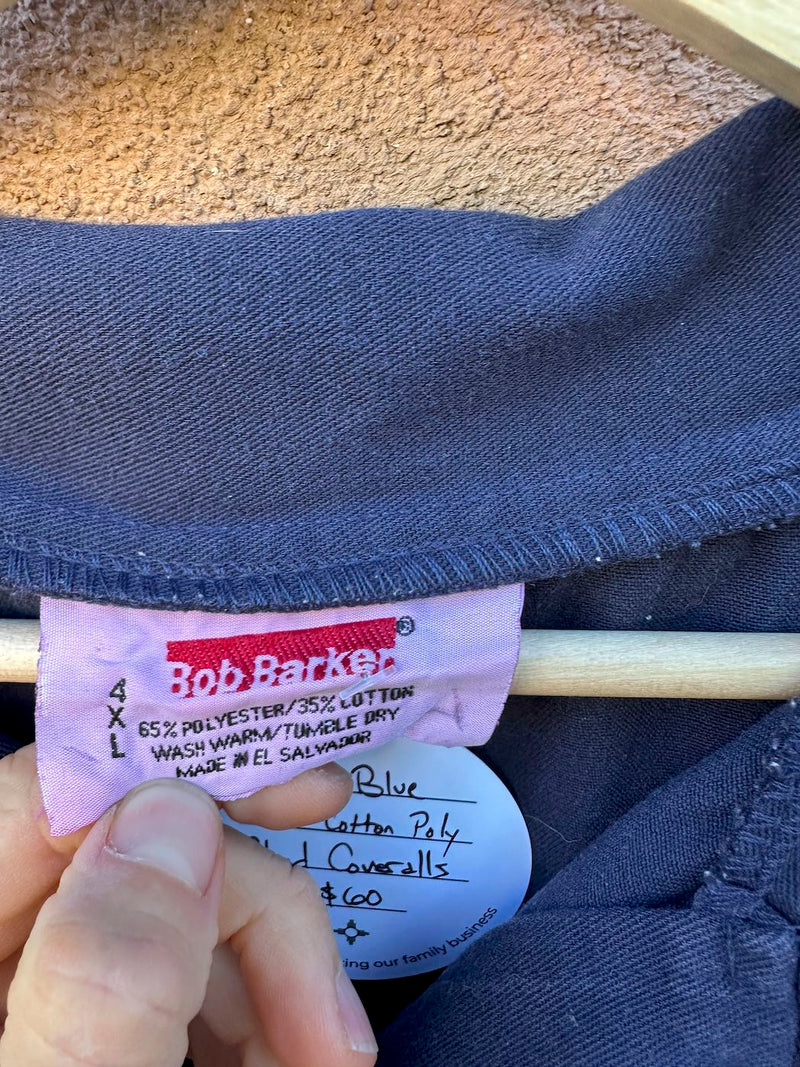 Bob Barker®
4XL
65% POLYESTER/35% COTTON
WASH WARM/TUMBLE DRY
MADE IN EL SALVADOR
Blue
Cotton Poly
Coveralls
$60
our family business